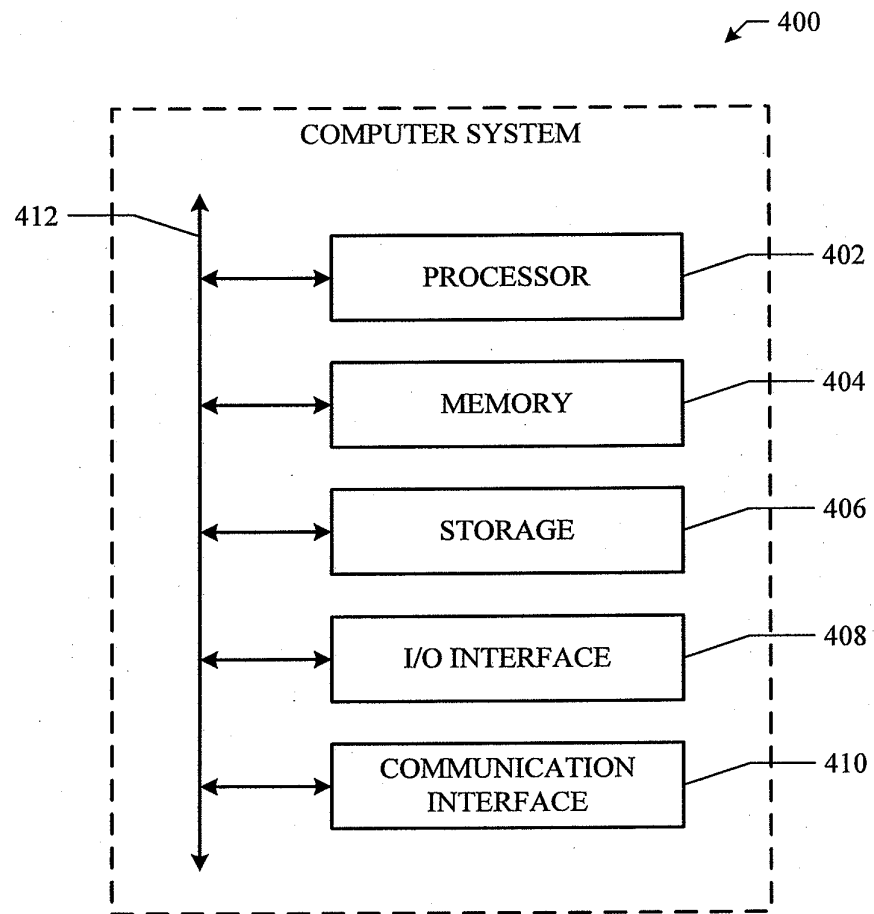 400
COMPUTER SYSTEM
412
PROCESSOR
402
MEMORY
404
STORAGE
406
I/O INTERFACE
408
COMMUNICATION
INTERFACE
410